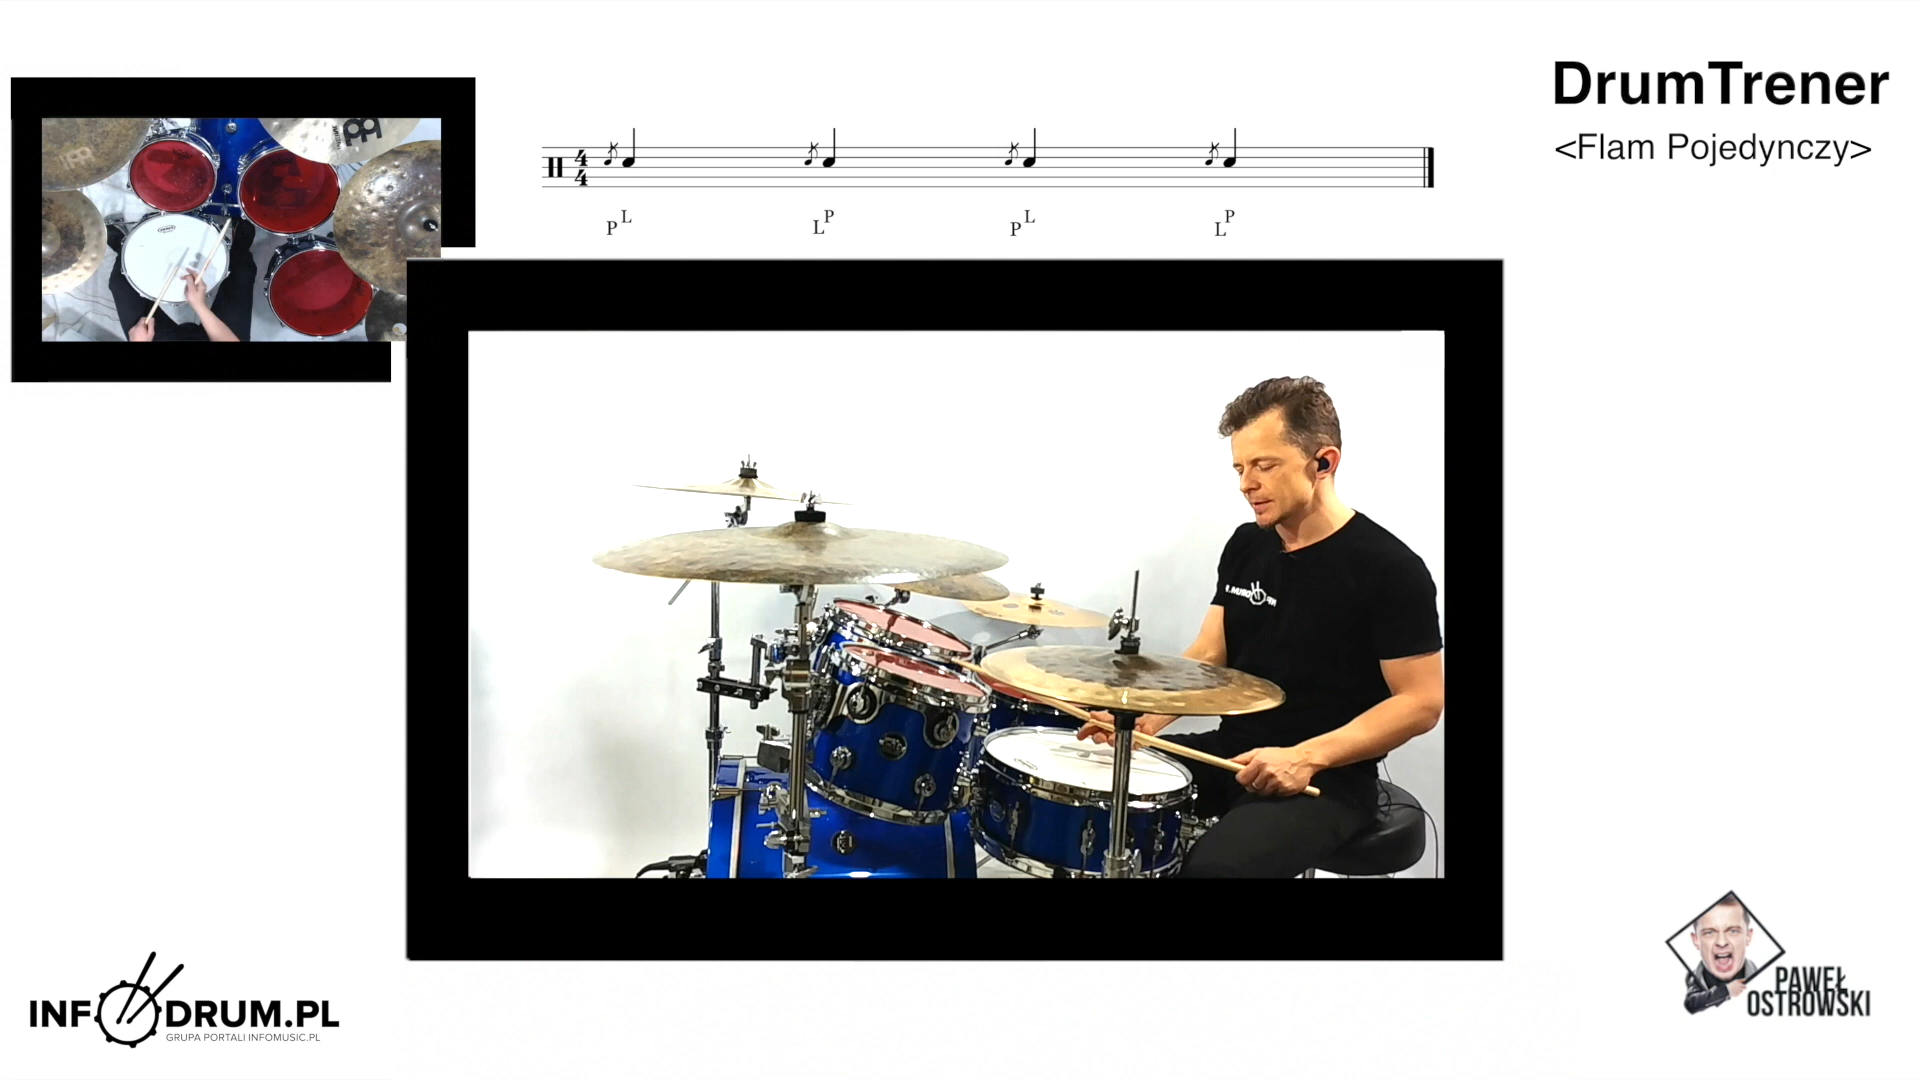 DrumTrener
<Flam Pojedynczy>
4
4
P L
L P
P L
L P
INFODRUM.PL
GRUPA PORTALI INFOMUSIC.PL
PAWEŁ
OSTROWSKI